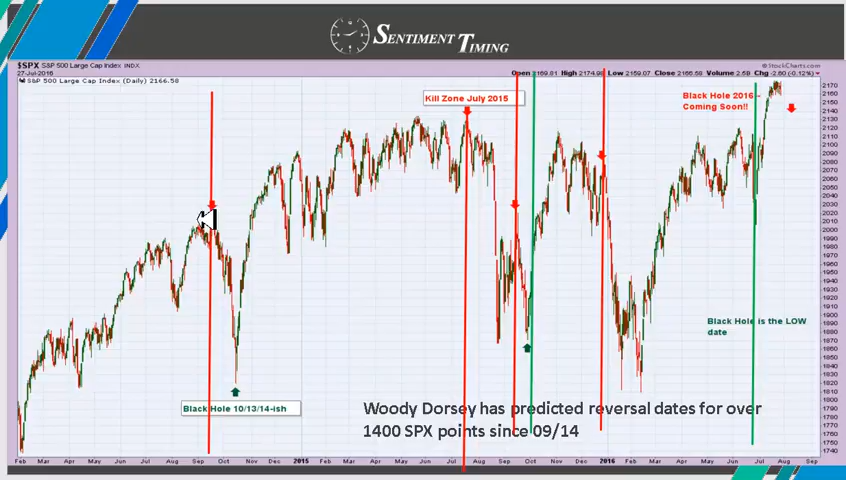 SENTIMENT TIMING
$SPX S&P 500 Large Cap Index INDX
© StockCharts.com
27-Jul-2016
Open 2169.81 High 2174.98 Low 2159.07 Close 2166.58 Volume 2.5B Chg -2.60 (-0.12%)
S&P 500 Large Cap Index (Daily) 2166.58
Kill Zone July 2015
Black Hole 2016 -
Coming Soon!!
2170
2160
2150
2140
2130
2120
2110
2100
2090
2080
2070
2060
2050
2040
2030
2020
2010
2000
1990
1980
1970
1960
1950
1940
1930
1920
1910
1900
1890
1880
1870
1860
1850
1840
1830
1820
1810
1800
1790
1780
1770
1760
1750
1740
Black Hole is the LOW
date
Black Hole 10/13/14-ish
Woody Dorsey has predicted reversal dates for over
1400 SPX points since 09/14
Feb Mar Apr May Jun Jul Aug Sep Oct Nov Dec 2015 Feb Mar Apr May Jun Jul Aug Sep Oct Nov Dec 2016 Feb Mar Apr May Jun Jul Aug Sep